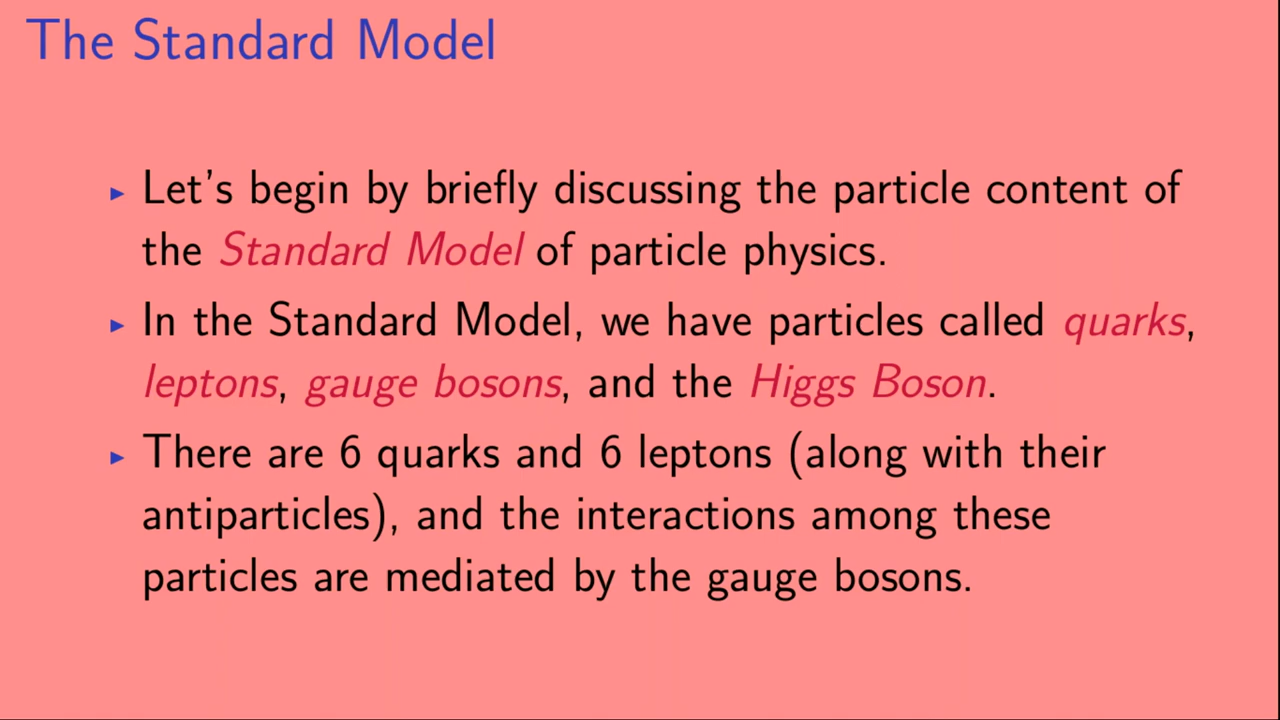 The Standard Model
▸ Let's begin by briefly discussing the particle content of
the Standard Model of particle physics.
▸ In the Standard Model, we have particles called quarks,
leptons, gauge bosons, and the Higgs Boson.
▸ There are 6 quarks and 6 leptons (along with their
antiparticles), and the interactions among these
particles are mediated by the gauge bosons.